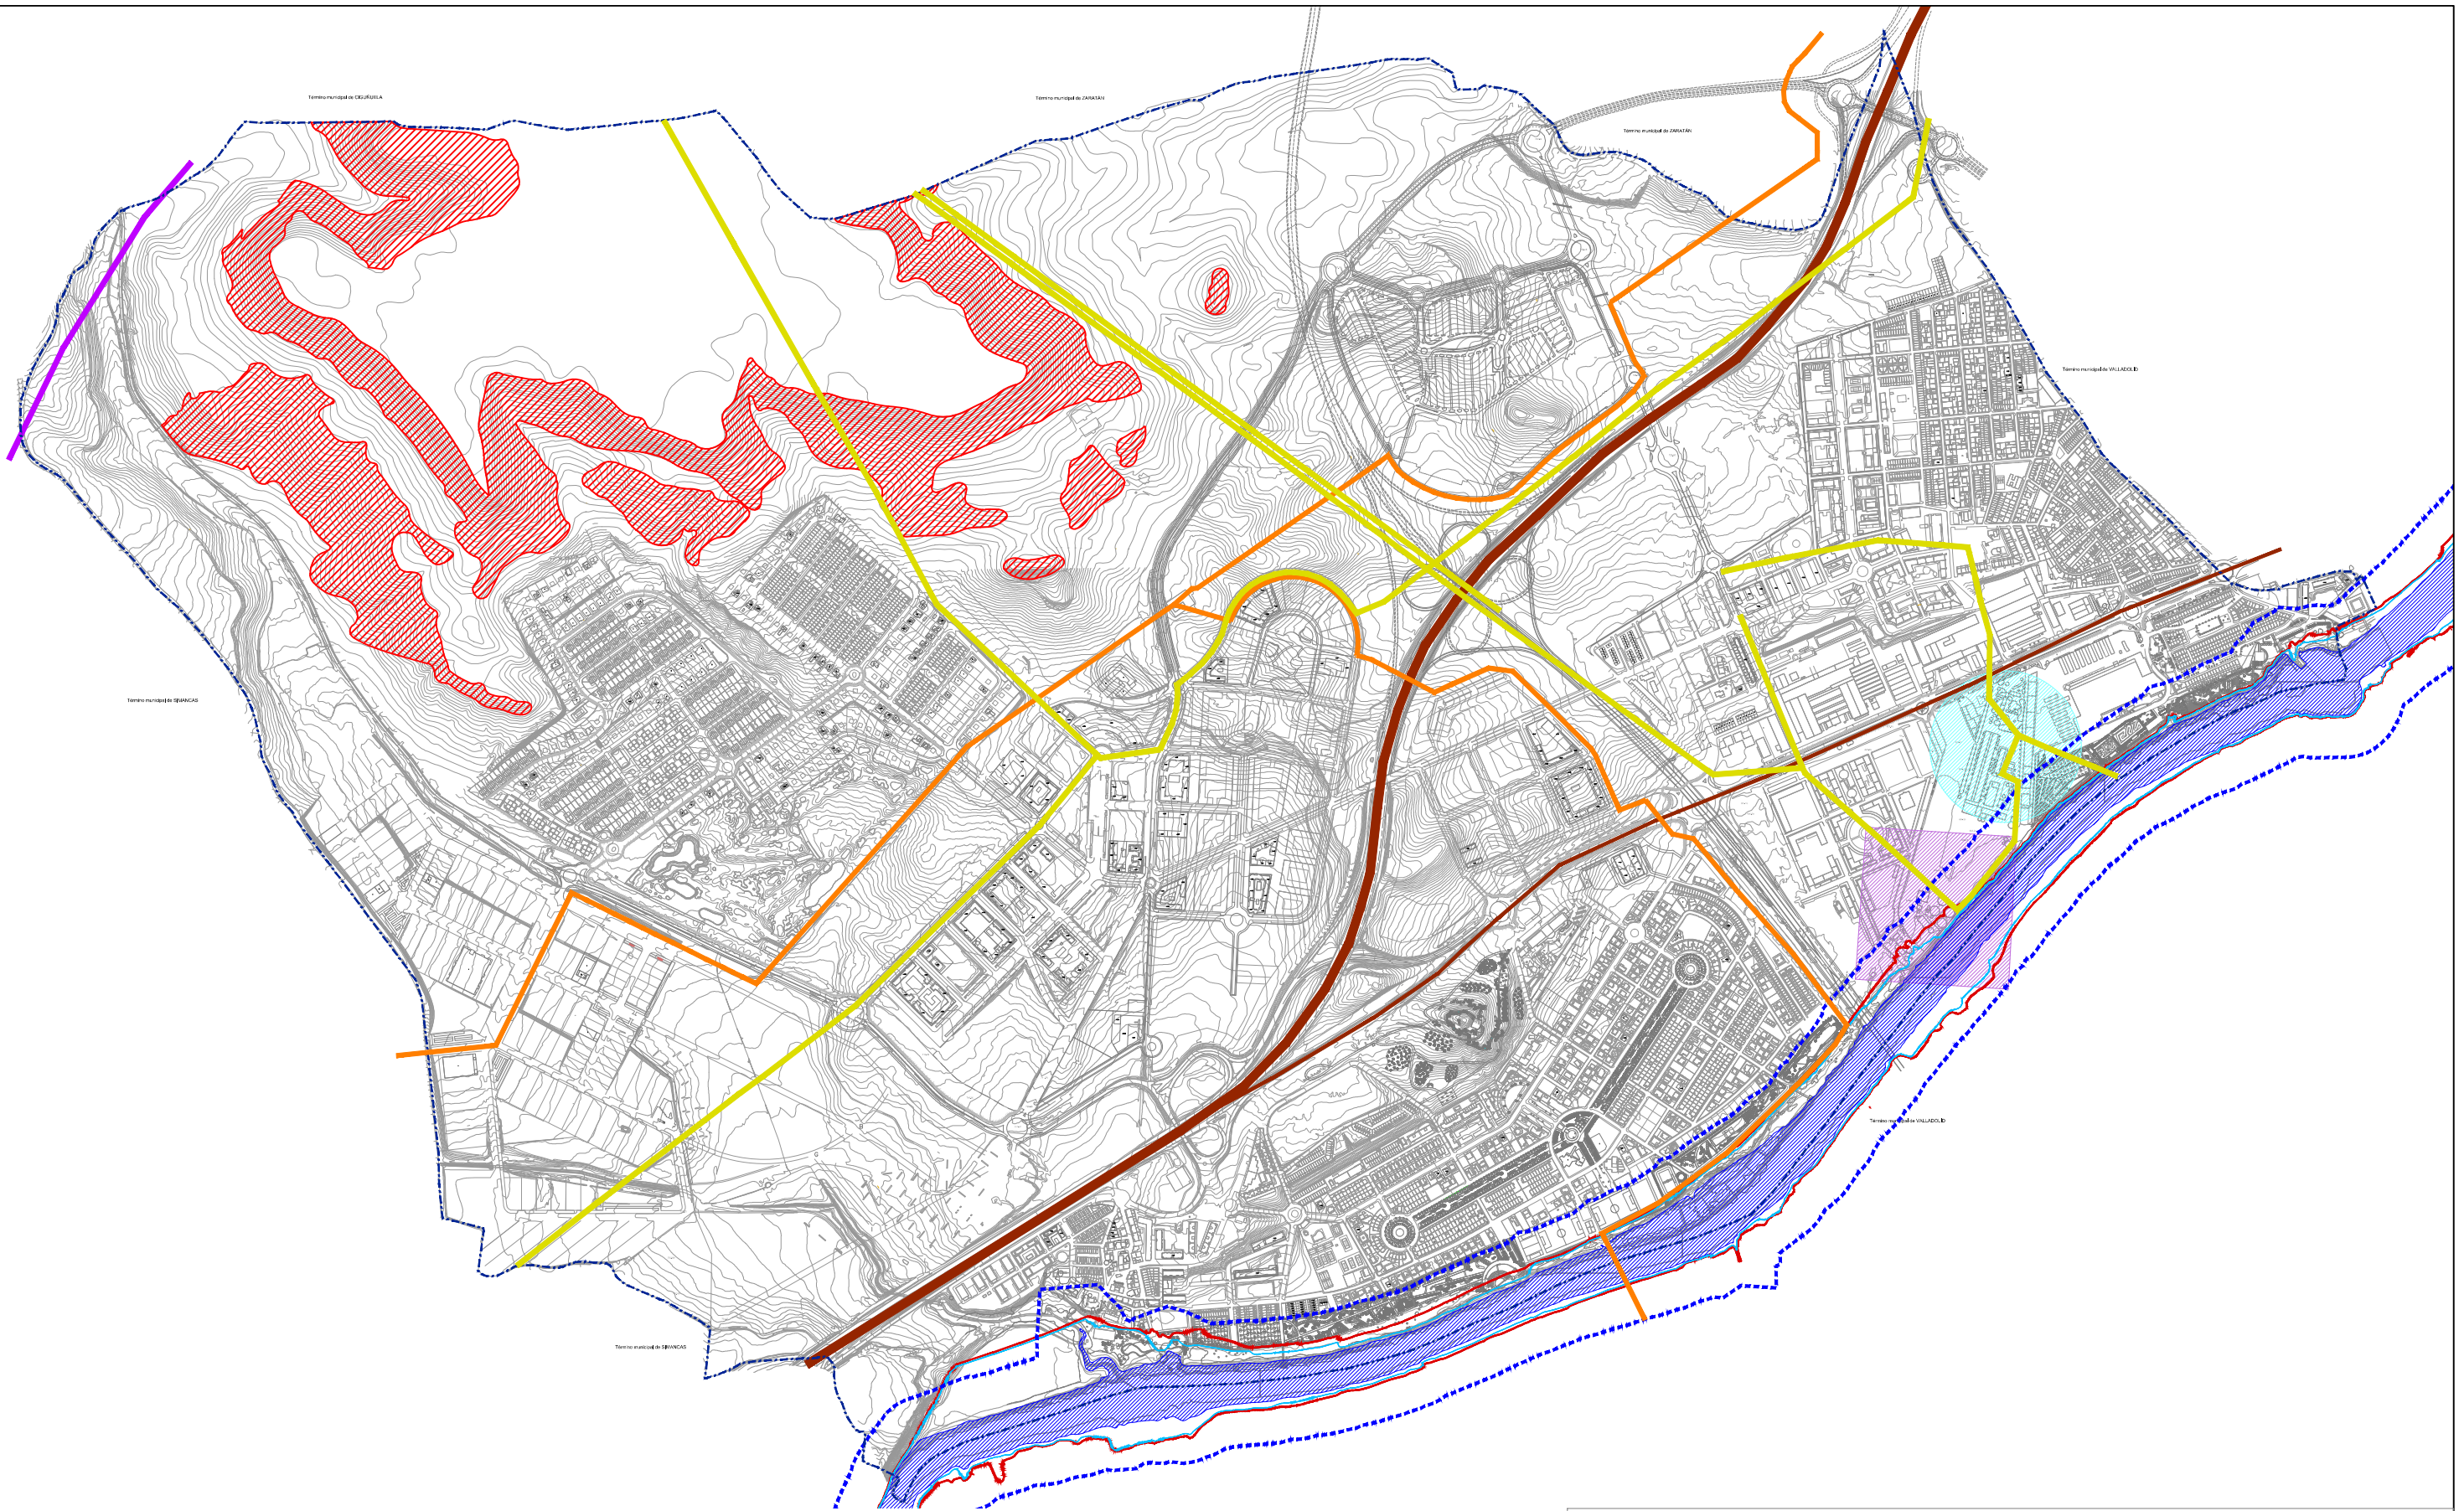 Término municipal de CIGUÑUELA
Término municipal de ZARATÁN
Término municipal de ZARATÁN
Término municipal de VALLADOLID
Término municipal de SIMANCAS
Término municipal de VALLADOLID
Término municipal de SIMANCAS